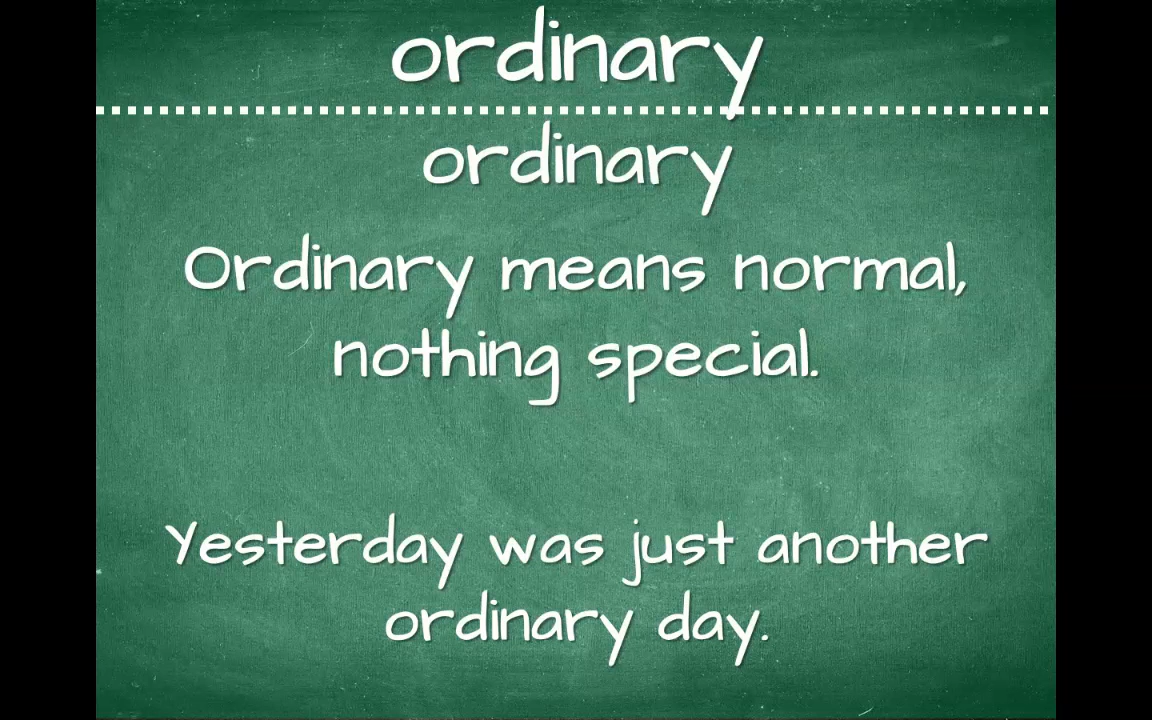 ordinary
ordinary
Ordinary means normal,
nothing special.
Yesterday was just another
ordinary day.